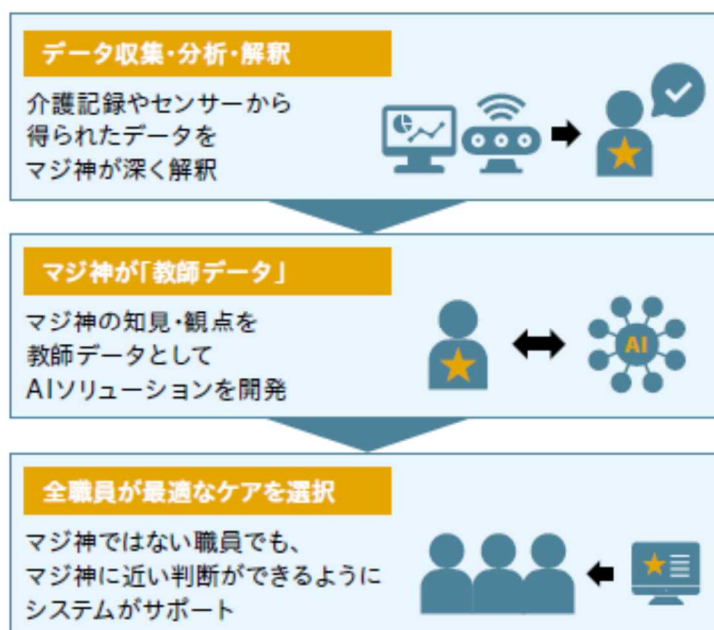 データ収集・分析・解釈
介護記録やセンサーから
得られたデータを
マジ神が深く解釈
マジ神が「教師データ」
マジ神の知見・観点を
教師データとして
AIソリューションを開発
AI
全職員が最適なケアを選択
マジ神ではない職員でも、
マジ神に近い判断ができるように
システムがサポート